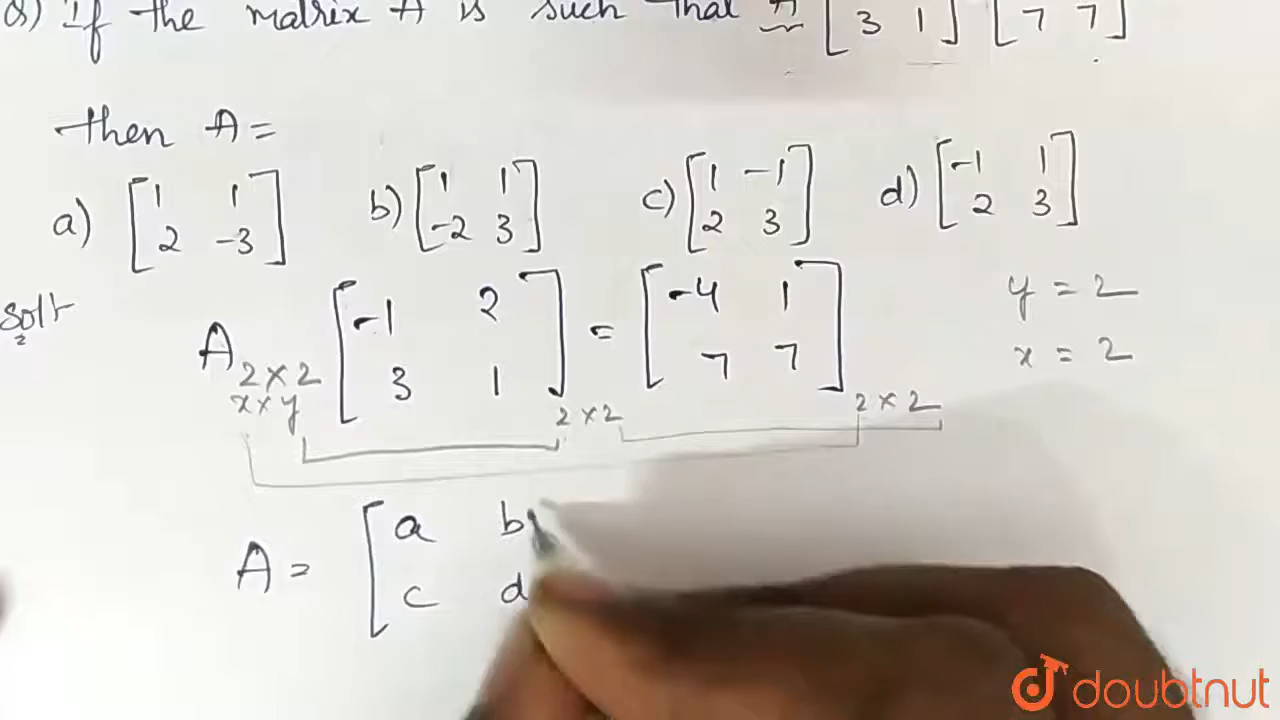 Q) If the matrix A is such that A [ 3 1 ] [ 7 7 ]
then A=
a) [ 1 1 b) [ 1 1 c) [ 1 -1 d) [ -1 1
2 -3 ] -2 3 ] 2 3 ] 2 3 ]
Solⁿ
A 2×2 [ -1 2 = [ -4 1 y = 2
x×y 3 1 ] 2×2 7 7 ] 2×2 x = 2
A = [ a b
c d
doubtnut